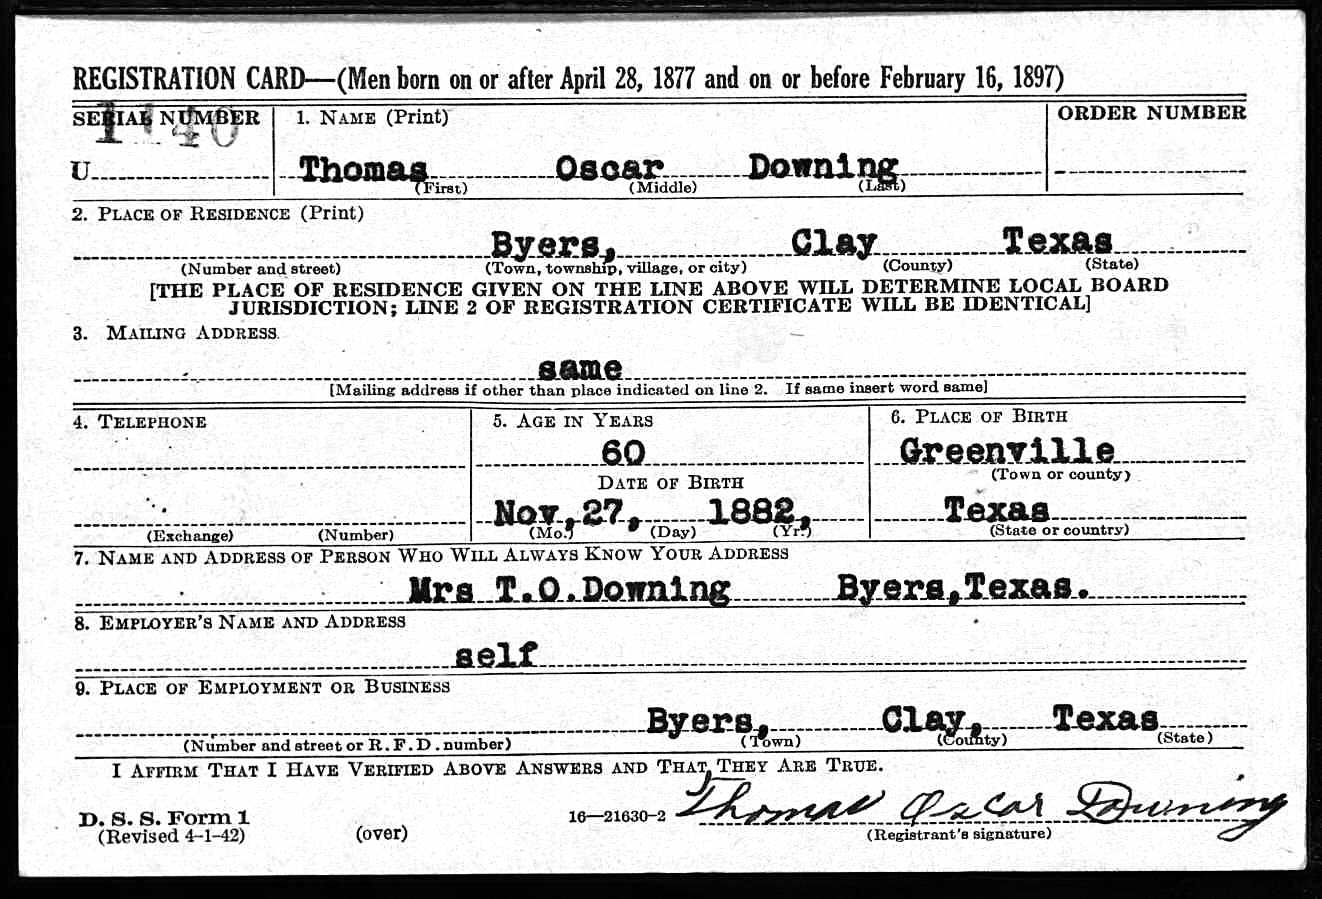 REGISTRATION CARD—(Men born on or after April 28, 1877 and on or before February 16, 1897)
SERIAL NUMBER 1. NAME (Print) ORDER NUMBER
U Thomas Oscar Downing
(First) (Middle) (Last)
2. PLACE OF RESIDENCE (Print)
Byers, Clay Texas
(Number and street) (Town, township, village, or city) (County) (State)
[THE PLACE OF RESIDENCE GIVEN ON THE LINE ABOVE WILL DETERMINE LOCAL BOARD
JURISDICTION; LINE 2 OF REGISTRATION CERTIFICATE WILL BE IDENTICAL]
3. MAILING ADDRESS
same
[Mailing address if other than place indicated on line 2. If same insert word same]
4. TELEPHONE 5. AGE IN YEARS 6. PLACE OF BIRTH
60 Greenville
DATE OF BIRTH (Town or county)
Nov, 27, 1882, Texas
(Exchange) (Number) (Mo.) (Day) (Yr.) (State or country)
7. NAME AND ADDRESS OF PERSON WHO WILL ALWAYS KNOW YOUR ADDRESS
Mrs T.O.Downing Byers,Texas.
8. EMPLOYER'S NAME AND ADDRESS
self
9. PLACE OF EMPLOYMENT OR BUSINESS
Byers, Clay, Texas
(Number and street or R. F. D. number) (Town) (County) (State)
I AFFIRM THAT I HAVE VERIFIED ABOVE ANSWERS AND THAT THEY ARE TRUE.
D. S. S. Form 1 16—21630-2 Thomas Oscar Downing
(Revised 4-1-42) (over) (Registrant's signature)